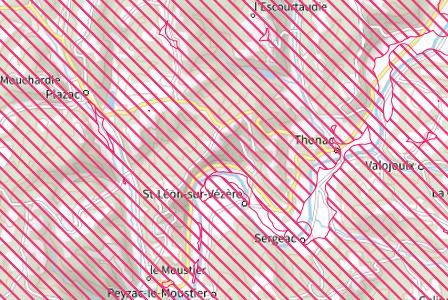 l'Escourtaudie
Mouchardie
Plazac
Thonac
Valojoulx
St-Léon-sur-Vézère
Sergeac
le Moustier
Peyzac-le-Moustier